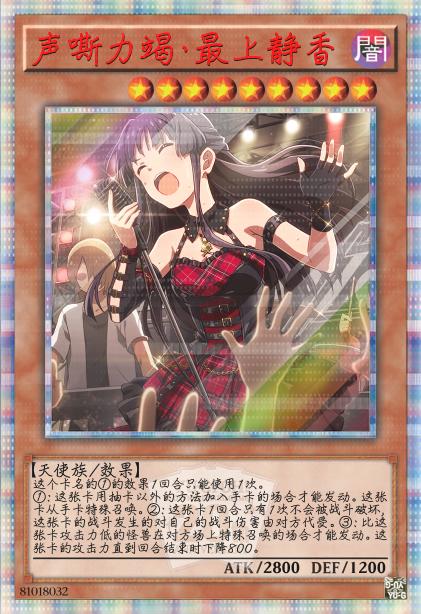 声嘶力竭·最上静香
闇
【天使族/效果】
这个卡名的①的效果1回合只能使用1次。
①:这张卡用抽卡以外的方法加入手卡的场合才能发动。这张
卡从手卡特殊召唤。②:这张卡1回合只有1次不会被战斗破坏,
这张卡的战斗发生的对自己的战斗伤害由对方代受。③:比这
张卡攻击力低的怪兽在对方场上特殊召唤的场合才能发动。这
张卡的攻击力直到回合结束时下降800。
ATK/2800 DEF/1200
81018032